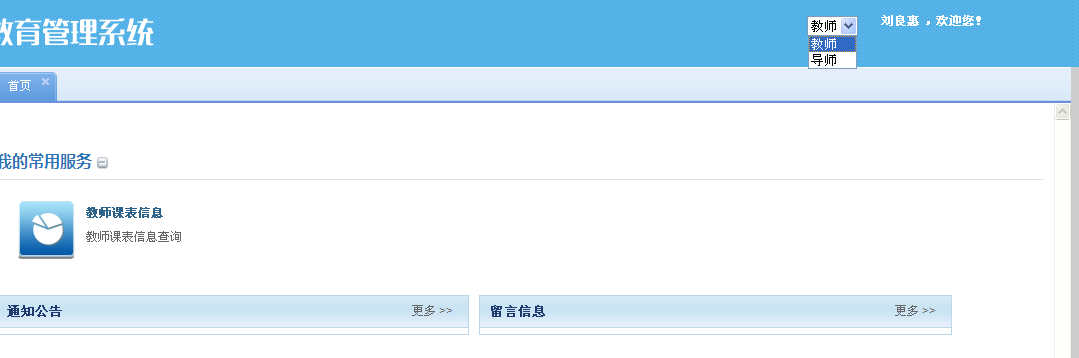 教育管理系统
教师
刘良惠，欢迎您！
教师
导师
首页
我的常用服务
教师课表信息
教师课表信息查询
通知公告 更多 >>
留言信息 更多 >>